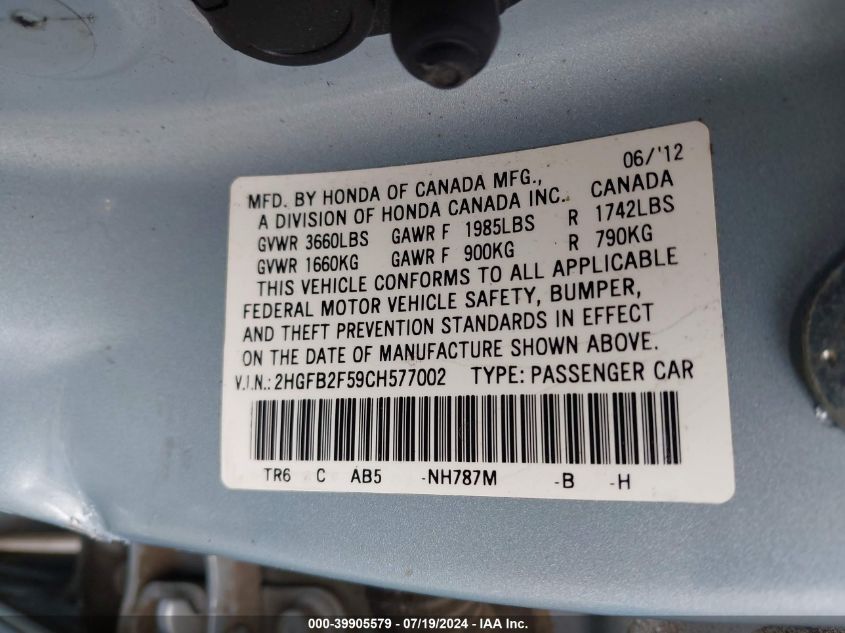 06/'12
MFD. BY HONDA OF CANADA MFG.,
A DIVISION OF HONDA CANADA INC. CANADA
GVWR 3660LBS GAWR F 1985LBS R 1742LBS
GVWR 1660KG GAWR F 900KG R 790KG
THIS VEHICLE CONFORMS TO ALL APPLICABLE
FEDERAL MOTOR VEHICLE SAFETY, BUMPER,
AND THEFT PREVENTION STANDARDS IN EFFECT
ON THE DATE OF MANUFACTURE SHOWN ABOVE.
V.I.N.: 2HGFB2F59CH577002 TYPE: PASSENGER CAR
TR6 C AB5 -NH787M -B -H
000-39905579 / 07/19/2024 - IAA Inc.